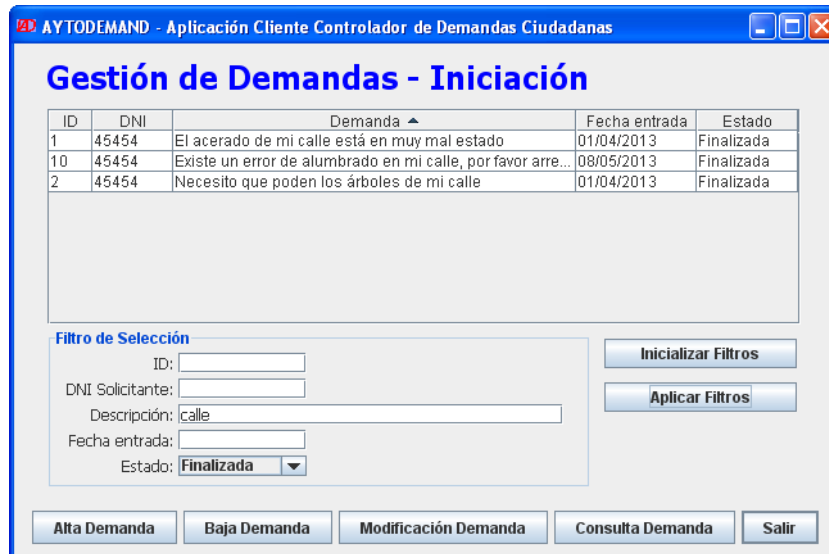 AYTODEMAND - Aplicación Cliente Controlador de Demandas Ciudadanas
Gestión de Demandas - Iniciación
ID DNI Demanda Fecha entrada Estado
1 45454 El acerado de mi calle está en muy mal estado 01/04/2013 Finalizada
10 45454 Existe un error de alumbrado en mi calle, por favor arre... 08/05/2013 Finalizada
2 45454 Necesito que poden los árboles de mi calle 01/04/2013 Finalizada
Filtro de Selección
ID:
DNI Solicitante:
Descripción: calle
Fecha entrada:
Estado: Finalizada
Inicializar Filtros
Aplicar Filtros
Alta Demanda Baja Demanda Modificación Demanda Consulta Demanda Salir